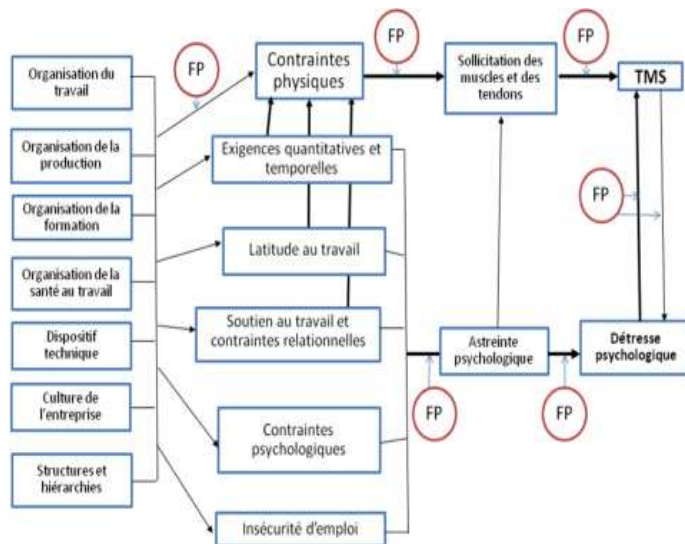 Organisation du
travail
Organisation de la
production
Organisation de la
formation
Organisation de la
santé au travail
Dispositif
technique
Culture de
l'entreprise
Structures et
hiérarchies
FP
Contraintes
physiques
Exigences quantitatives et
temporelles
Latitude au travail
Soutien au travail et
contraintes relationnelles
Contraintes
psychologiques
Insécurité d'emploi
FP
Sollicitation des
muscles et des
tendons
FP
TMS
FP
Astreinte
psychologique
Détresse
psychologique
FP
FP